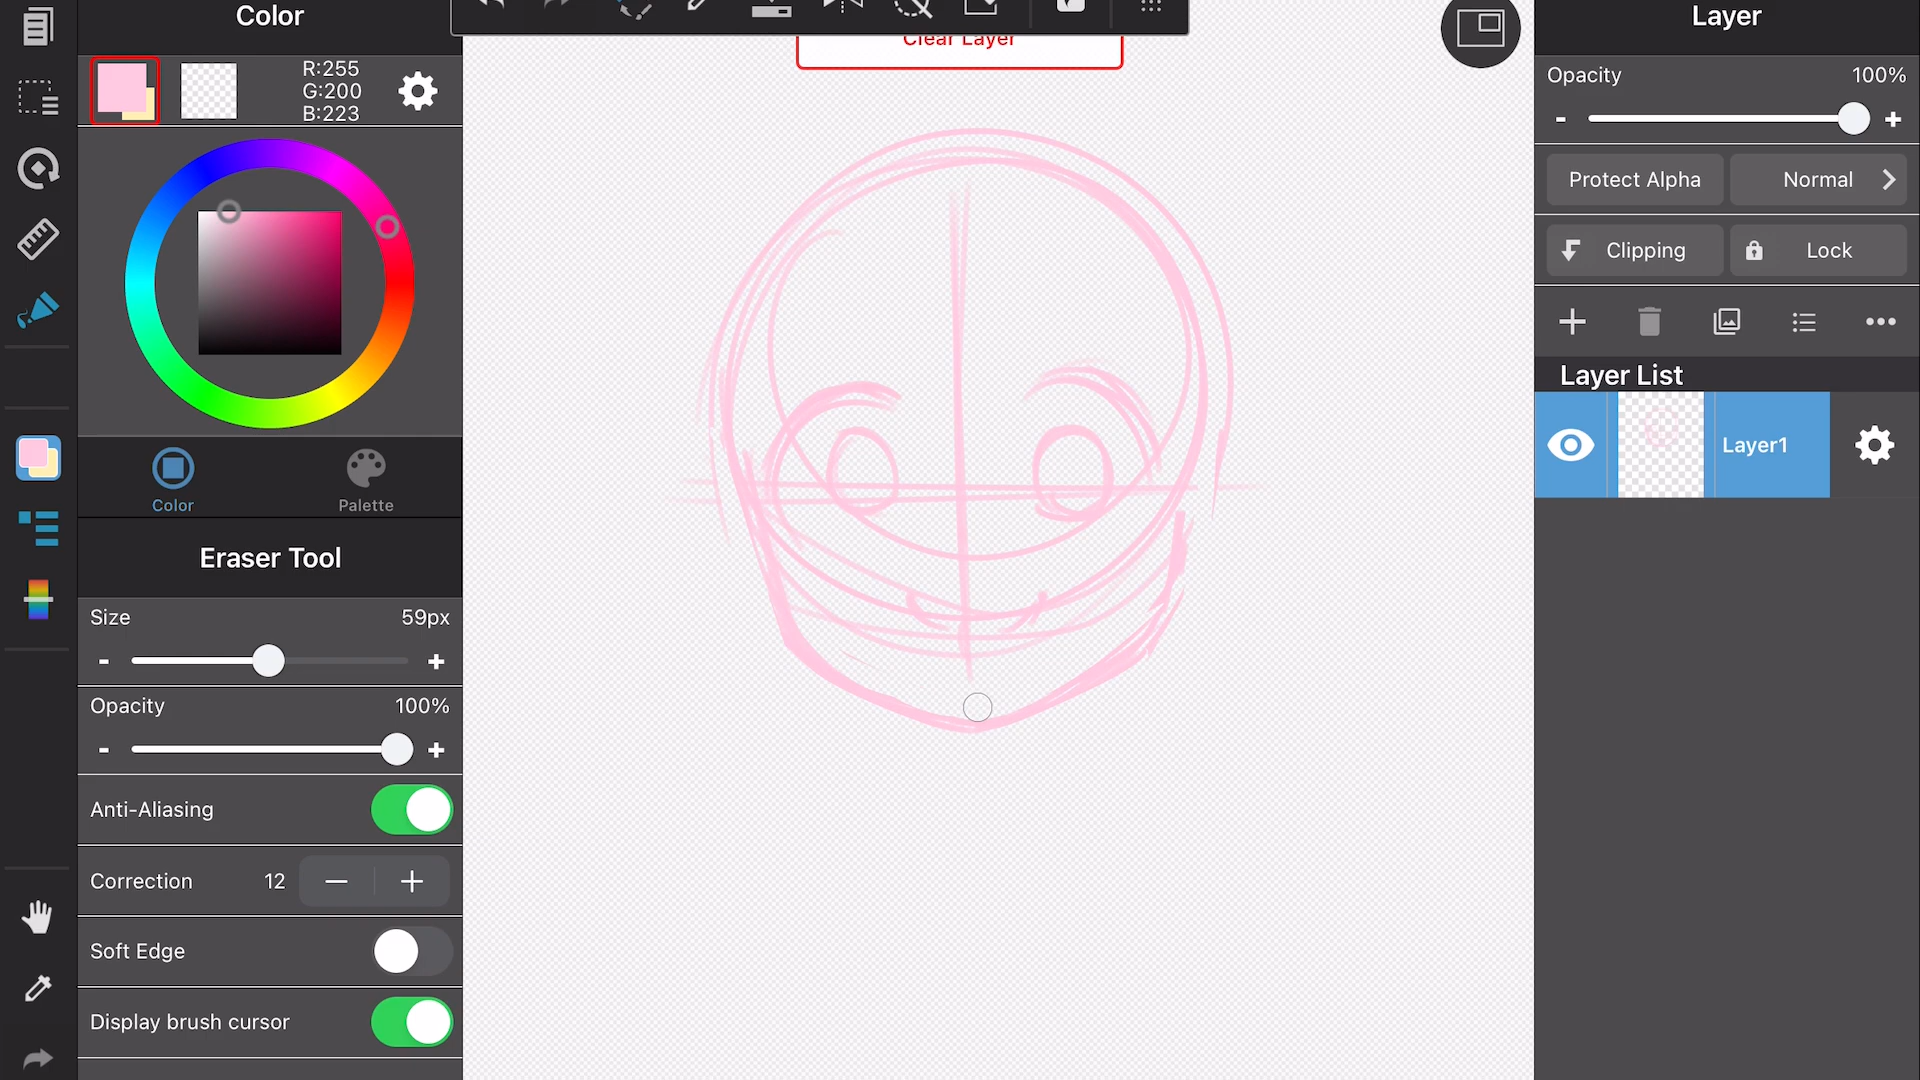 Color
R:255
G:200
B:223
Color
Palette
Eraser Tool
Size 59px
- +
Opacity 100%
- +
Anti-Aliasing
Correction 12 — +
Soft Edge
Display brush cursor
Clear Layer
Layer
Opacity 100%
- +
Protect Alpha Normal
Clipping Lock
Layer List
Layer1